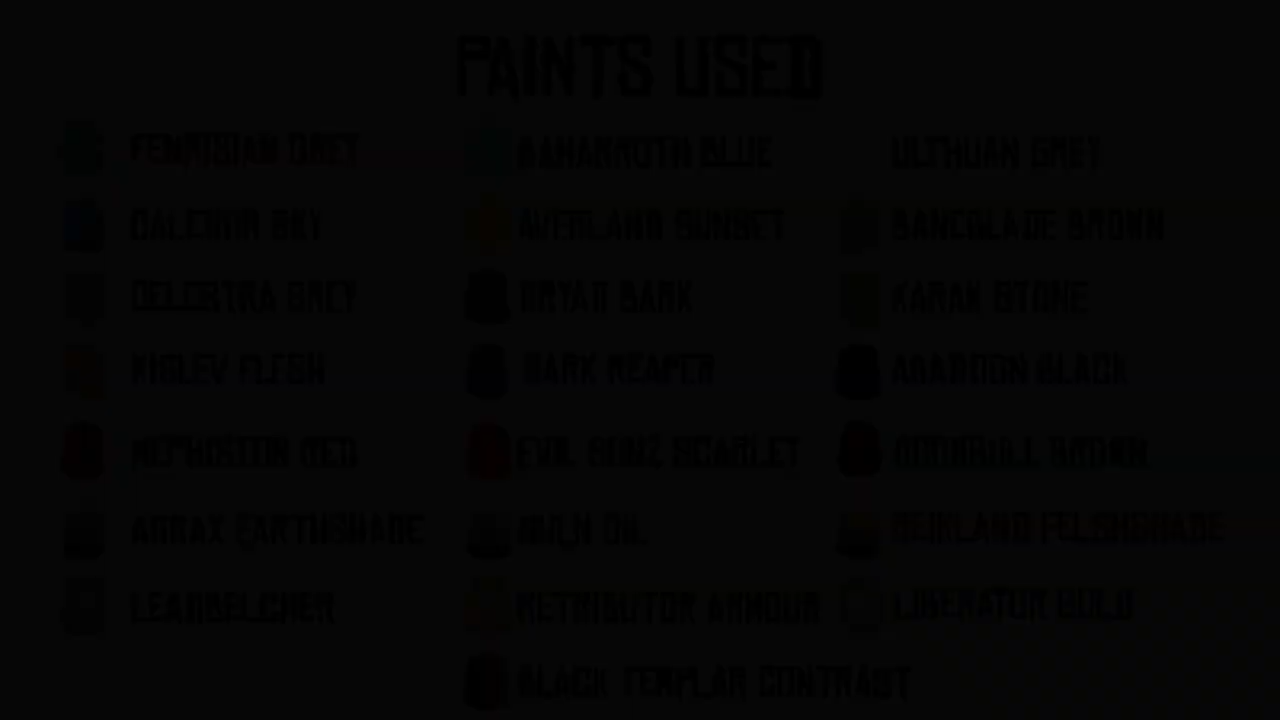 PAINTS USED
FENRISIAN GREY
BAHARROTH BLUE
ULTHUAN GREY
CALEDOR SKY
AVERLAND SUNSET
BANEBLADE BROWN
CELESTRA GREY
DRYAD BARK
KARAK STONE
KISLEV FLESH
DARK REAPER
ABADDON BLACK
MEPHISTON RED
EVIL SUNZ SCARLET
DOOMBULL BROWN
AGRAX EARTHSHADE
NULN OIL
LEADBELCHER
RETRIBUTOR ARMOUR
LIBERATOR GOLD
BLACK TEMPLAR CONTRAST